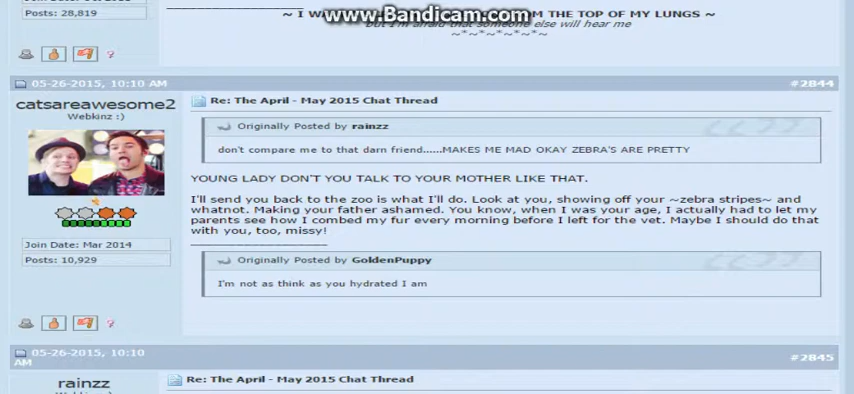 www.Bandicam.com
Posts: 28,819
~ I W M THE TOP OF MY LUNGS ~
but I'm afraid that someone else will hear me
~*~*~*~*~*~
05-26-2015, 10:10 AM #2844
catsareawesome2
Webkinz :)
Join Date: Mar 2014
Posts: 10,929
Re: The April - May 2015 Chat Thread
Originally Posted by rainzz
don't compare me to that darn friend......MAKES ME MAD OKAY ZEBRA'S ARE PRETTY
YOUNG LADY DON'T YOU TALK TO YOUR MOTHER LIKE THAT.
I'll send you back to the zoo is what I'll do. Look at you, showing off your ~zebra stripes~ and
whatnot. Making your father ashamed. You know, when I was your age, I actually had to let my
parents see how I combed my fur every morning before I left for the vet. Maybe I should do that
with you, too, missy!
Originally Posted by GoldenPuppy
I'm not as think as you hydrated I am
05-26-2015, 10:10
AM
#2845
rainzz
Re: The April - May 2015 Chat Thread